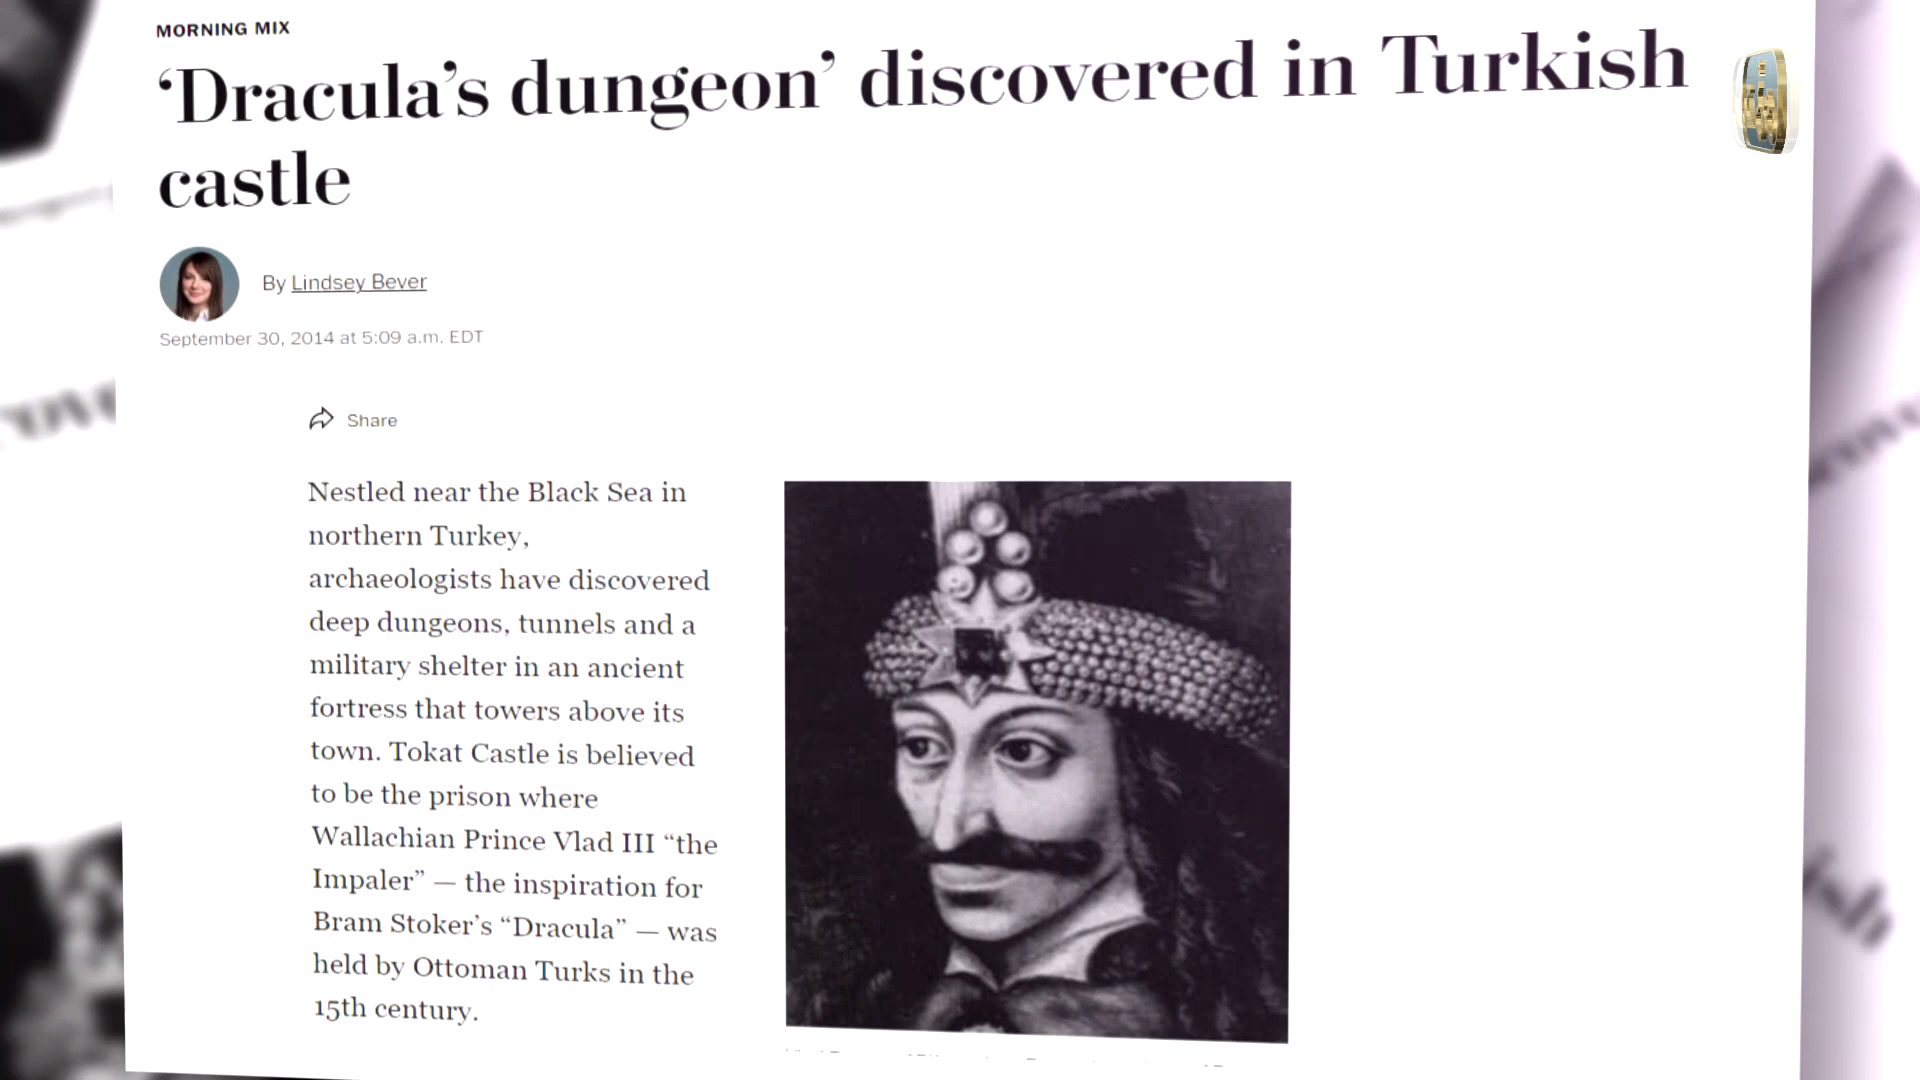 MORNING MIX
‘Dracula’s dungeon’ discovered in Turkish
castle
By Lindsey Bever
September 30, 2014 at 5:09 a.m. EDT
Share
Nestled near the Black Sea in
northern Turkey,
archaeologists have discovered
deep dungeons, tunnels and a
military shelter in an ancient
fortress that towers above its
town. Tokat Castle is believed
to be the prison where
Wallachian Prince Vlad III “the
Impaler” — the inspiration for
Bram Stoker’s “Dracula” — was
held by Ottoman Turks in the
15th century.